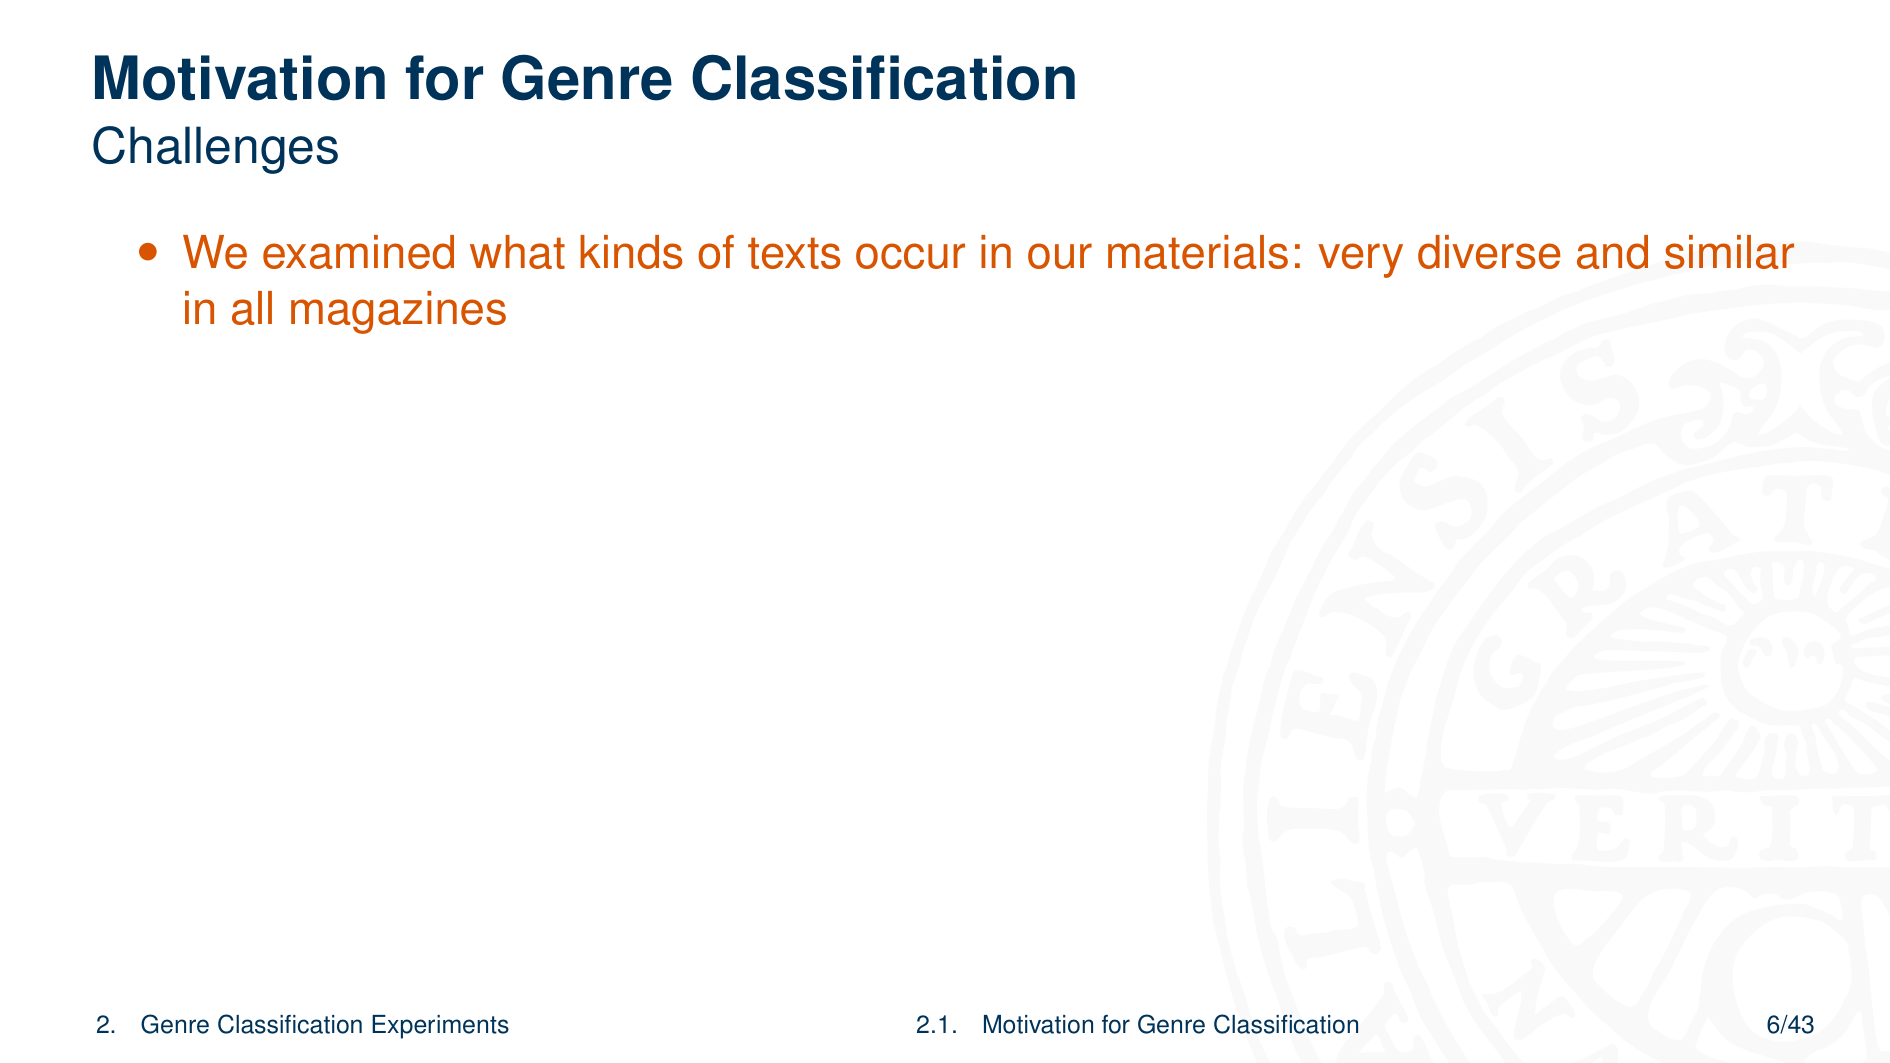 Motivation for Genre Classification
Challenges
• We examined what kinds of texts occur in our materials: very diverse and similar
in all magazines
2. Genre Classification Experiments
2.1. Motivation for Genre Classification
6/43